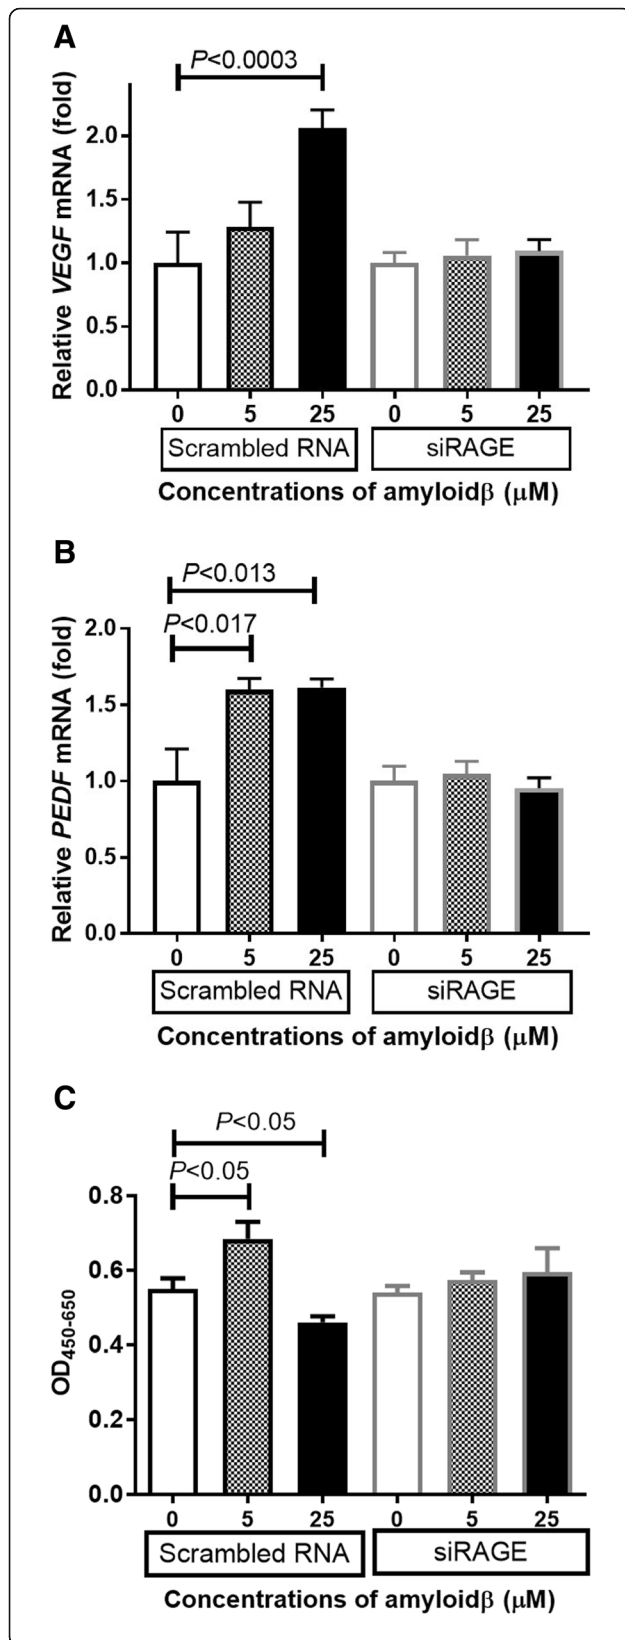 A
P<0.0003
Relative VEGF mRNA (fold)
2.0
1.5
1.0
0.5
0.0
0 5 25 0 5 25
Scrambled RNA siRAGE
Concentrations of amyloidβ (μM)
B
P<0.013
P<0.017
Relative PEDF mRNA (fold)
2.0
1.5
1.0
0.5
0.0
0 5 25 0 5 25
Scrambled RNA siRAGE
Concentrations of amyloidβ (μM)
C
P<0.05
P<0.05
OD450-650
0.8
0.6
0.4
0.2
0.0
0 5 25 0 5 25
Scrambled RNA siRAGE
Concentrations of amyloidβ (μM)